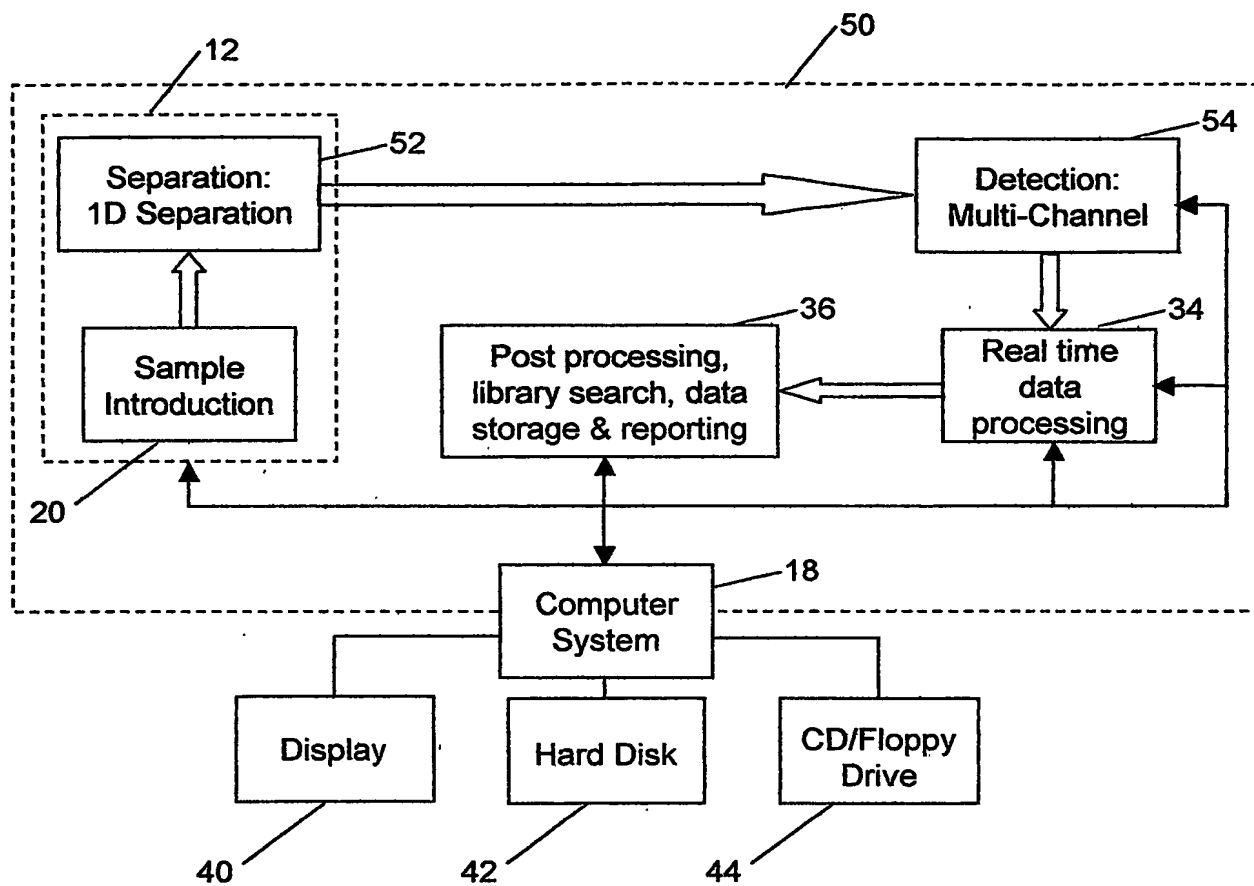 50
12
52
54
Separation:
1D Separation
Detection:
Multi-Channel
36
34
Sample
Introduction
Post processing,
library search, data
storage & reporting
Real time
data
processing
20
18
Computer
System
Display
Hard Disk
CD/Floppy
Drive
40
42
44